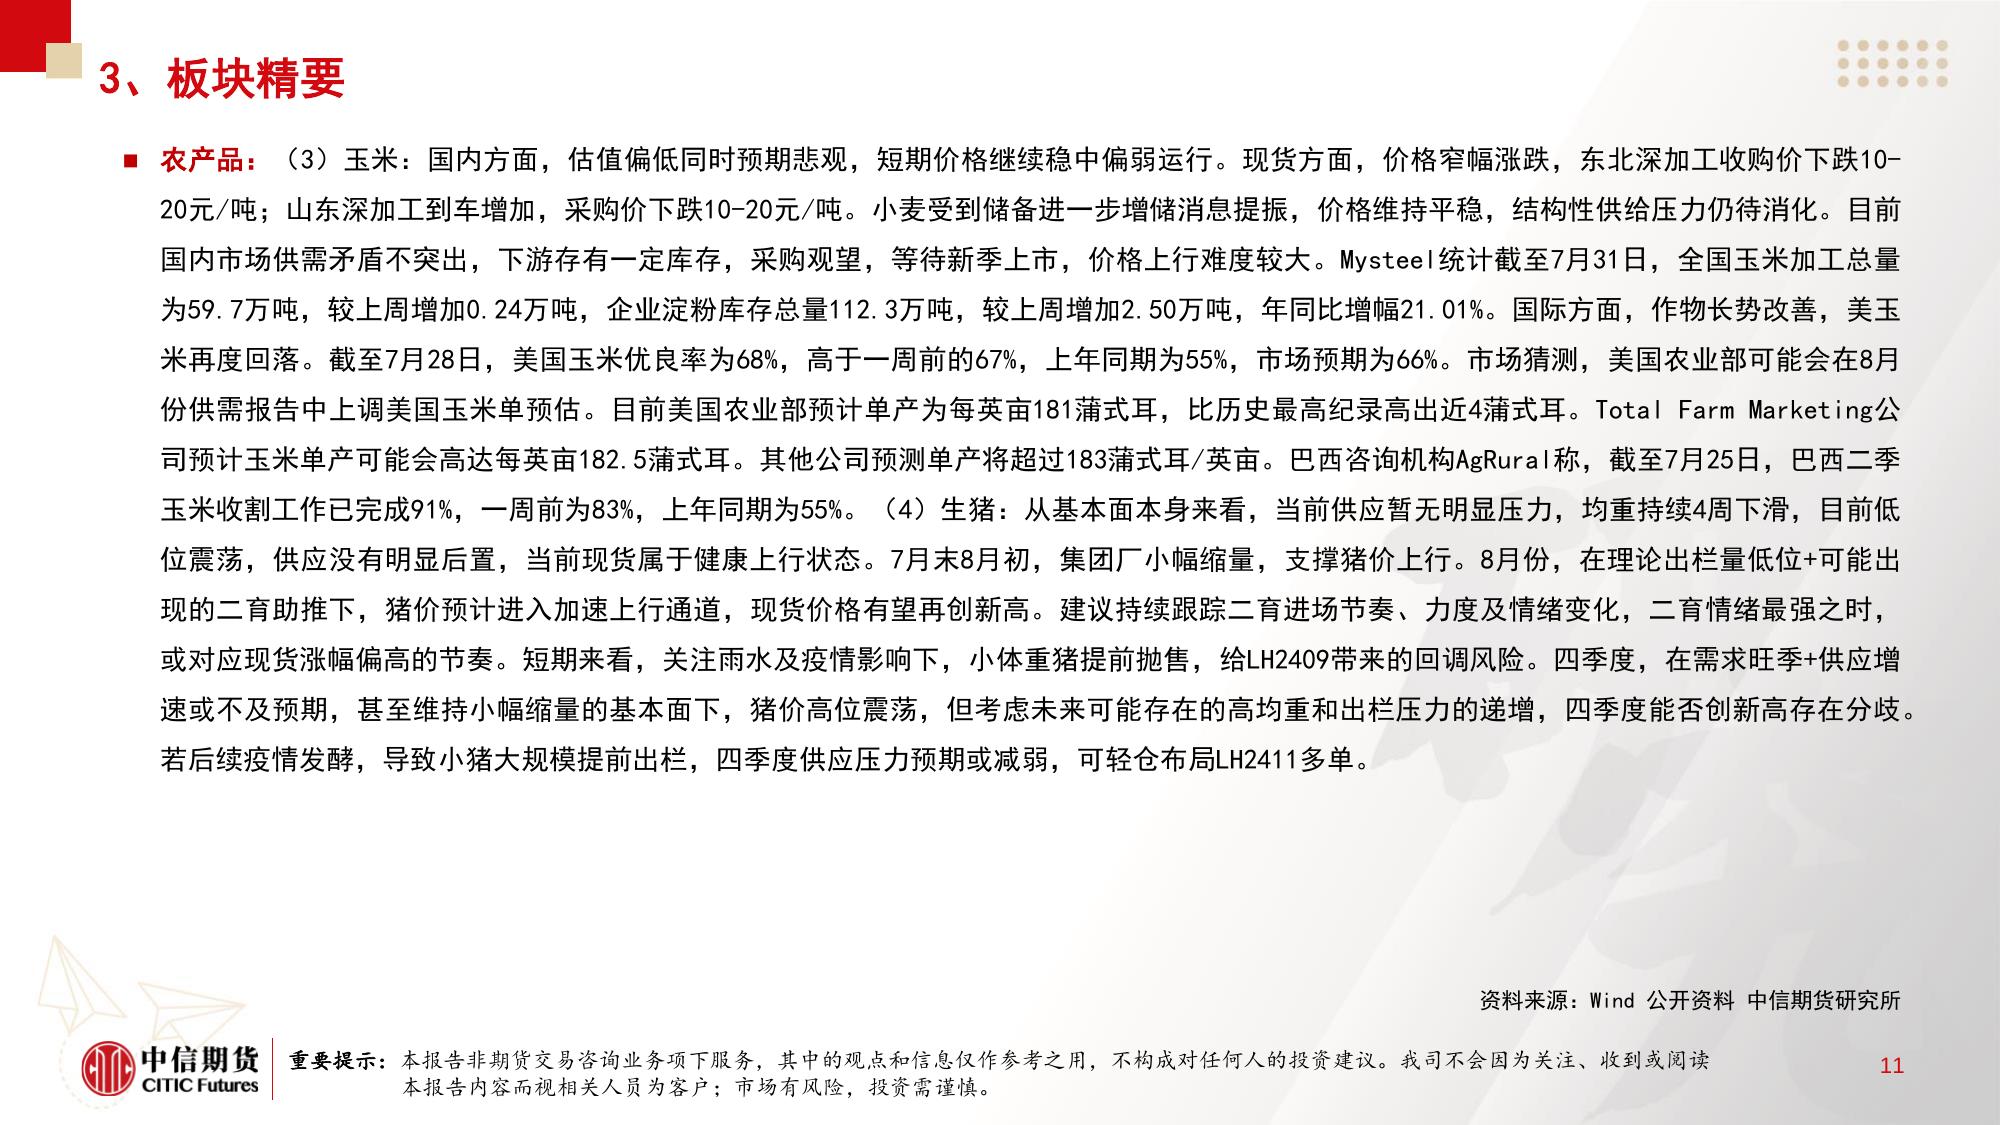 3、板块精要
■ 农产品：（3）玉米：国内方面，估值偏低同时预期悲观，短期价格继续稳中偏弱运行。现货方面，价格窄幅涨跌，东北深加工收购价下跌10-
20元/吨；山东深加工到车增加，采购价下跌10-20元/吨。小麦受到储备进一步增储消息提振，价格维持平稳，结构性供给压力仍待消化。目前
国内市场供需矛盾不突出，下游存有一定库存，采购观望，等待新季上市，价格上行难度较大。Mysteel统计截至7月31日，全国玉米加工总量
为59.7万吨，较上周增加0.24万吨，企业淀粉库存总量112.3万吨，较上周增加2.50万吨，年同比增幅21.01%。国际方面，作物长势改善，美玉
米再度回落。截至7月28日，美国玉米优良率为68%，高于一周前的67%，上年同期为55%，市场预期为66%。市场猜测，美国农业部可能会在8月
份供需报告中上调美国玉米单预估。目前美国农业部预计单产为每英亩181蒲式耳，比历史最高纪录高出近4蒲式耳。Total Farm Marketing公
司预计玉米单产可能会高达每英亩182.5蒲式耳。其他公司预测单产将超过183蒲式耳/英亩。巴西咨询机构AgRural称，截至7月25日，巴西二季
玉米收割工作已完成91%，一周前为83%，上年同期为55%。（4）生猪：从基本面本身来看，当前供应暂无明显压力，均重持续4周下滑，目前低
位震荡，供应没有明显后置，当前现货属于健康上行状态。7月末8月初，集团厂小幅缩量，支撑猪价上行。8月份，在理论出栏量低位+可能出
现的二育助推下，猪价预计进入加速上行通道，现货价格有望再创新高。建议持续跟踪二育进场节奏、力度及情绪变化，二育情绪最强之时，
或对应现货涨幅偏高的节奏。短期来看，关注雨水及疫情影响下，小体重猪提前抛售，给LH2409带来的回调风险。四季度，在需求旺季+供应增
速或不及预期，甚至维持小幅缩量的基本面下，猪价高位震荡，但考虑未来可能存在的高均重和出栏压力的递增，四季度能否创新高存在分歧。
若后续疫情发酵，导致小猪大规模提前出栏，四季度供应压力预期或减弱，可轻仓布局LH2411多单。
资料来源：Wind 公开资料 中信期货研究所
中信期货
CITIC Futures
重要提示：本报告非期货交易咨询业务项下服务，其中的观点和信息仅作参考之用，不构成对任何人的投资建议。我司不会因为关注、收到或阅读
本报告内容而视相关人员为客户；市场有风险，投资需谨慎。
11